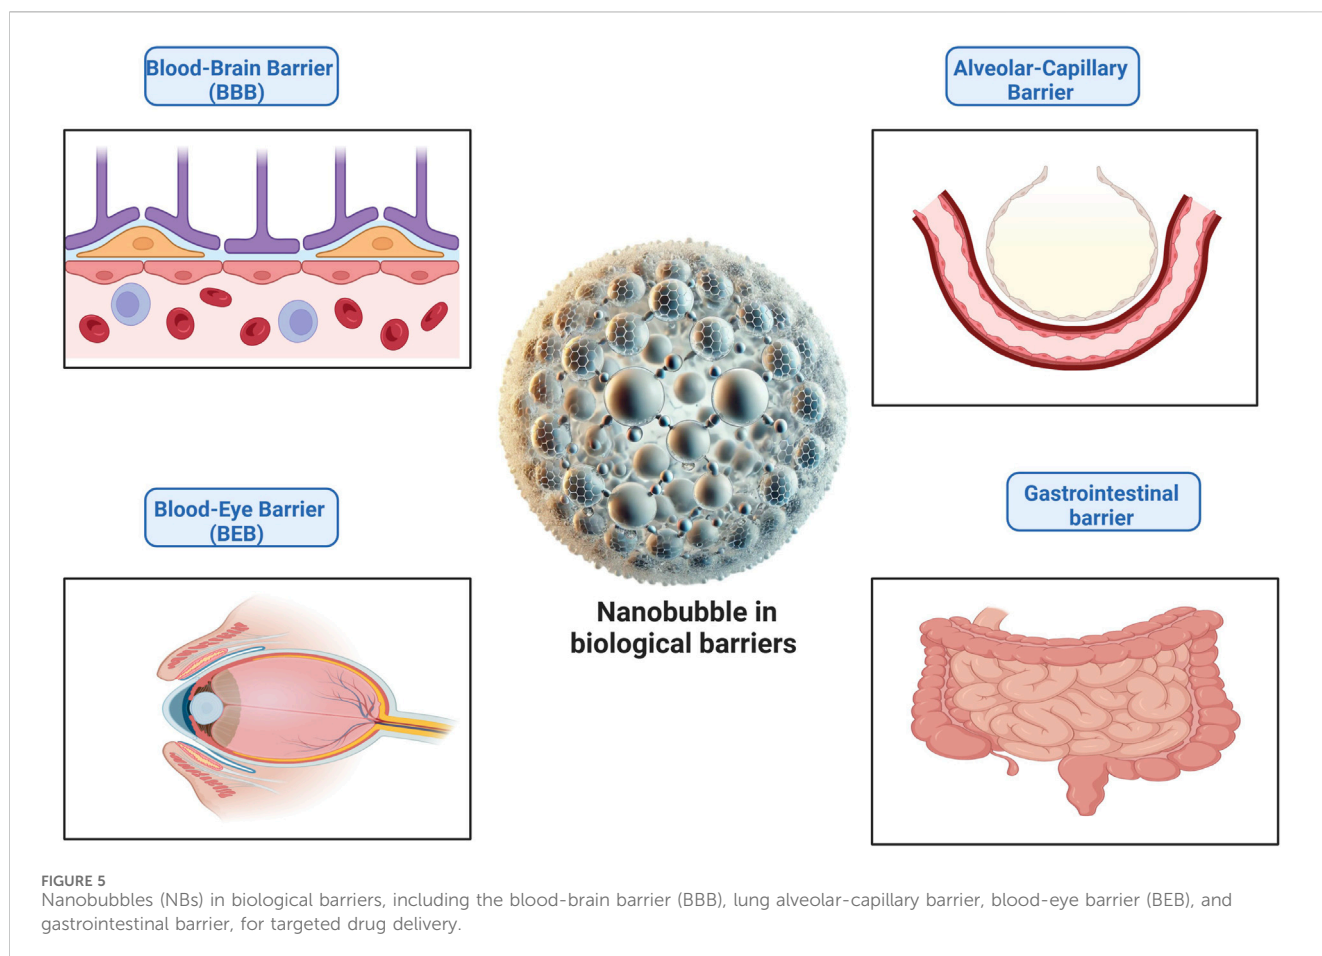 Blood-Brain Barrier
(BBB)
Alveolar-Capillary
Barrier
Blood-Eye Barrier
(BEB)
Gastrointestinal
barrier
Nanobubble in
biological barriers
FIGURE 5
Nanobubbles (NBs) in biological barriers, including the blood-brain barrier (BBB), lung alveolar-capillary barrier, blood-eye barrier (BEB), and
gastrointestinal barrier, for targeted drug delivery.